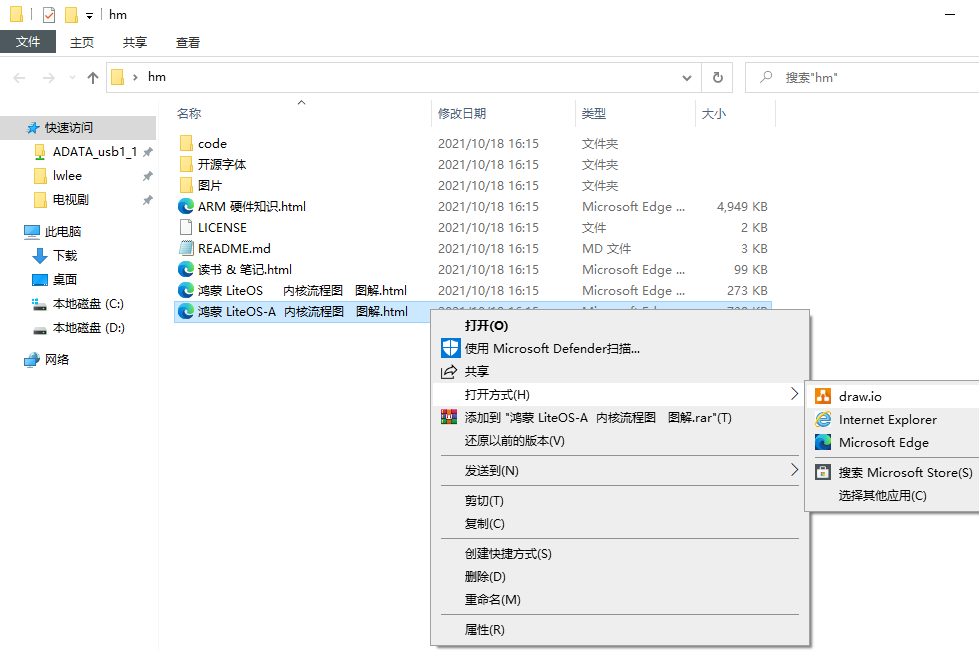 hm
文件 主页 共享 查看
hm 搜索"hm"
名称 修改日期 类型 大小
快速访问
ADATA_usb1_1
lwlee
电视剧
此电脑
下载
桌面
本地磁盘 (C:)
本地磁盘 (D:)
网络
code 2021/10/18 16:15 文件夹
开源字体 2021/10/18 16:15 文件夹
图片 2021/10/18 16:15 文件夹
ARM 硬件知识.html 2021/10/18 16:15 Microsoft Edge ... 4,949 KB
LICENSE 2021/10/18 16:15 文件 2 KB
README.md 2021/10/18 16:15 MD 文件 3 KB
读书 & 笔记.html 2021/10/18 16:15 Microsoft Edge ... 99 KB
鸿蒙 LiteOS 内核流程图 图解.html 2021/10/18 16:15 Microsoft Edge ... 273 KB
鸿蒙 LiteOS-A 内核流程图 图解.html
打开(O)
使用 Microsoft Defender扫描...
共享
打开方式(H)
添加到 "鸿蒙 LiteOS-A 内核流程图 图解.rar"(T)
还原以前的版本(V)
发送到(N)
剪切(T)
复制(C)
创建快捷方式(S)
删除(D)
重命名(M)
属性(R)
draw.io
Internet Explorer
Microsoft Edge
搜索 Microsoft Store(S)
选择其他应用(C)